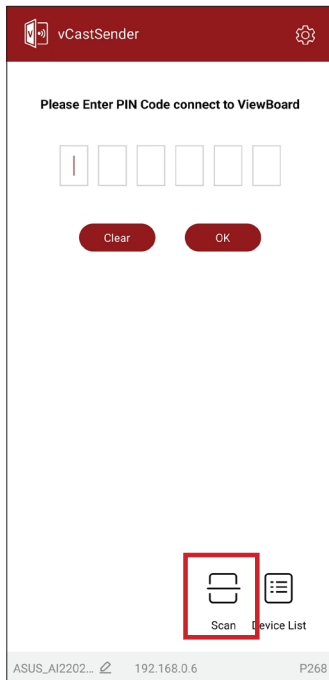 vCastSender
Please Enter PIN Code connect to ViewBoard
Clear OK
Scan Device List
ASUS_AI2202... 192.168.0.6 P268